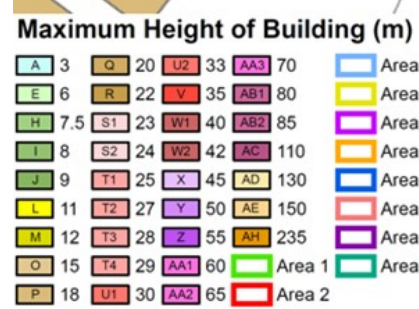 Maximum Height of Building (m)
A 3 Q 20 U2 33 AA3 70 Area
E 6 R 22 V 35 AB1 80 Area
H 7.5 S1 23 W1 40 AB2 85 Area
I 8 S2 24 W2 42 AC 110 Area
J 9 T1 25 X 45 AD 130 Area
L 11 T2 27 Y 50 AE 150 Area
M 12 T3 28 Z 55 AH 235 Area
O 15 T4 29 AA1 60 Area 1 Area
P 18 U1 30 AA2 65 Area 2